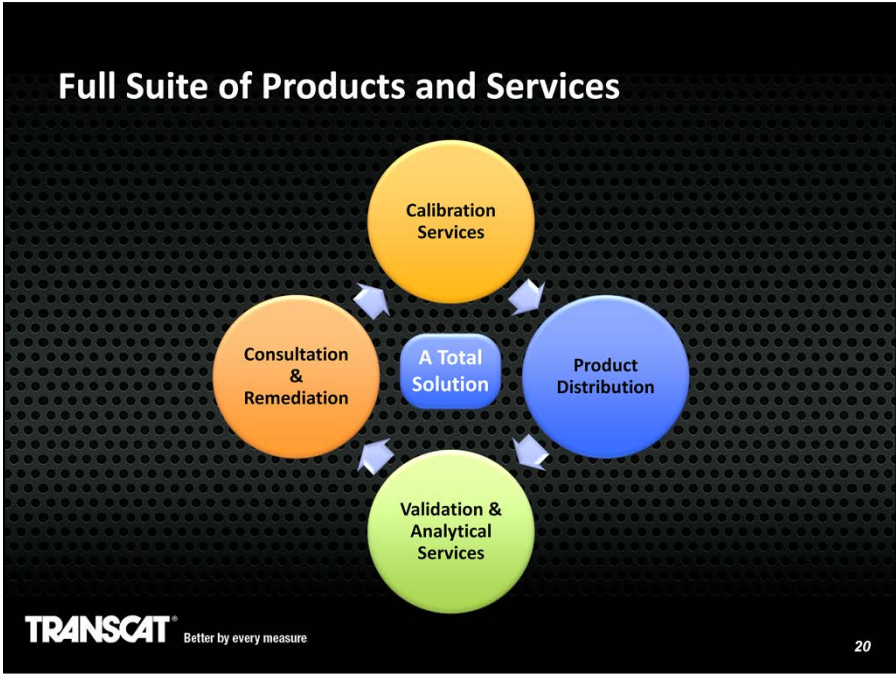 Full Suite of Products and Services
Calibration
Services
Consultation
&
Remediation
A Total
Solution
Product
Distribution
Validation &
Analytical
Services
TRANSCAT®
Better by every measure
20